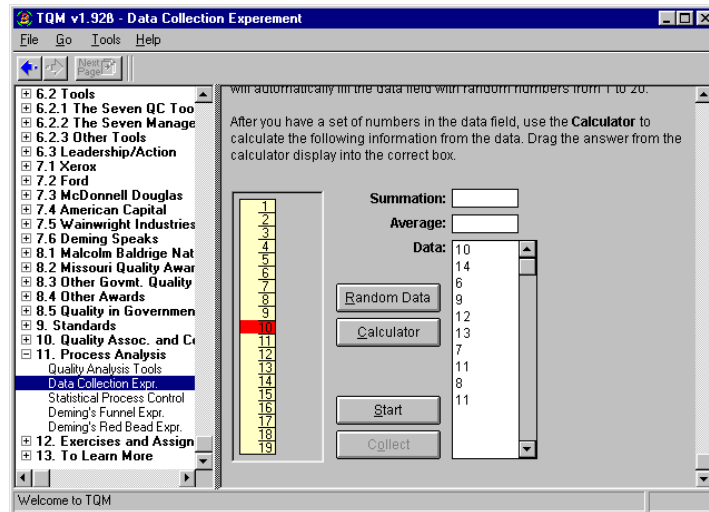 TQM v1.92ß - Data Collection Experement
File Go Tools Help
Next Page
6.2 Tools
6.2.1 The Seven QC Too
6.2.2 The Seven Manage
6.2.3 Other Tools
6.3 Leadership/Action
7.1 Xerox
7.2 Ford
7.3 McDonnell Douglas
7.4 American Capital
7.5 Wainwright Industries
7.6 Deming Speaks
8.1 Malcolm Baldrige Nat
8.2 Missouri Quality Awar
8.3 Other Govmt. Quality
8.4 Other Awards
8.5 Quality in Governmen
9. Standards
10. Quality Assoc. and Co
11. Process Analysis
Quality Analysis Tools
Data Collection Expr.
Statistical Process Control
Deming's Funnel Expr.
Deming's Red Bead Expr.
12. Exercises and Assign
13. To Learn More
will automatically fill the data field with random numbers from 1 to 20.
After you have a set of numbers in the data field, use the Calculator to
calculate the following information from the data. Drag the answer from the
calculator display into the correct box.
1
2
3
4
5
6
7
8
9
10
11
12
13
14
15
16
17
18
19
Summation:
Average:
Data:
10
14
6
9
12
13
7
11
8
11
Random Data
Calculator
Start
Collect
Welcome to TQM